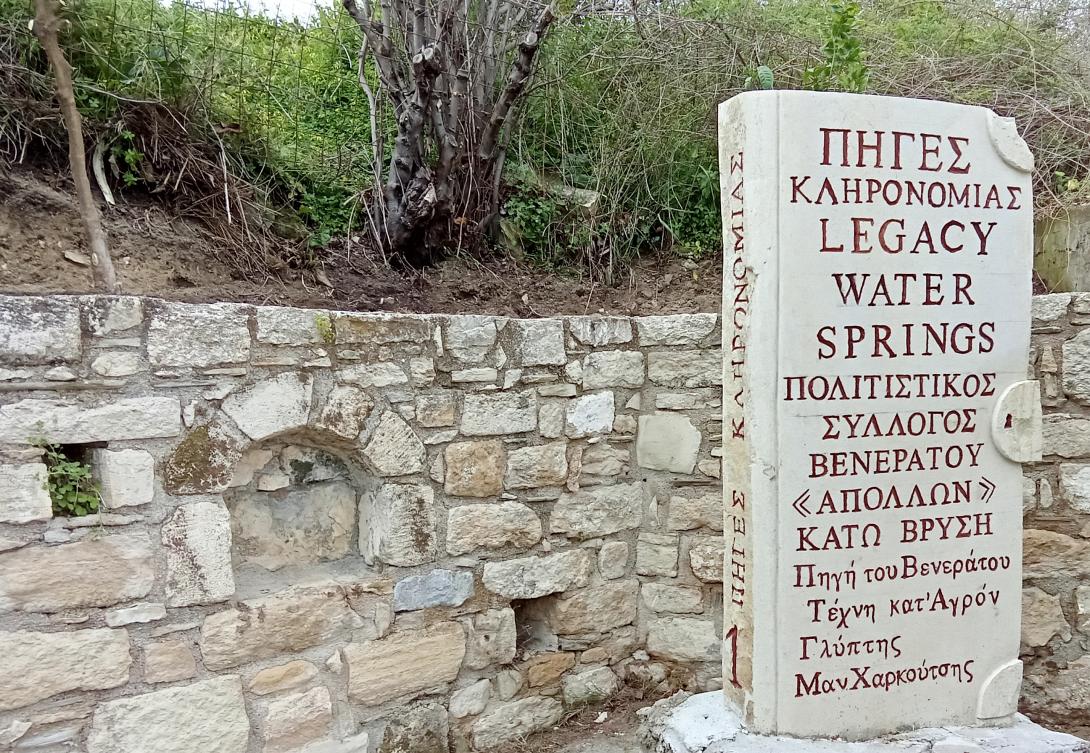 ΠΗΓΕΣ
ΚΛΗΡΟΝΟΜΙΑΣ
LEGACY
WATER
SPRINGS
ΠΟΛΙΤΙΣΤΙΚΟΣ
ΣΥΛΛΟΓΟΣ
ΒΕΝΕΡΑΤΟΥ
《ΑΠΟΛΛΩΝ》
ΚΑΤΩ ΒΡΥΣΗ
Πηγή του Βενεράτου
Τέχνη κατ' Αγρόν
Γλύπτης
Μαν. Χαρκούτσης
1 ΠΗΓΕΣ ΚΛΗΡΟΝΟΜΙΑΣ